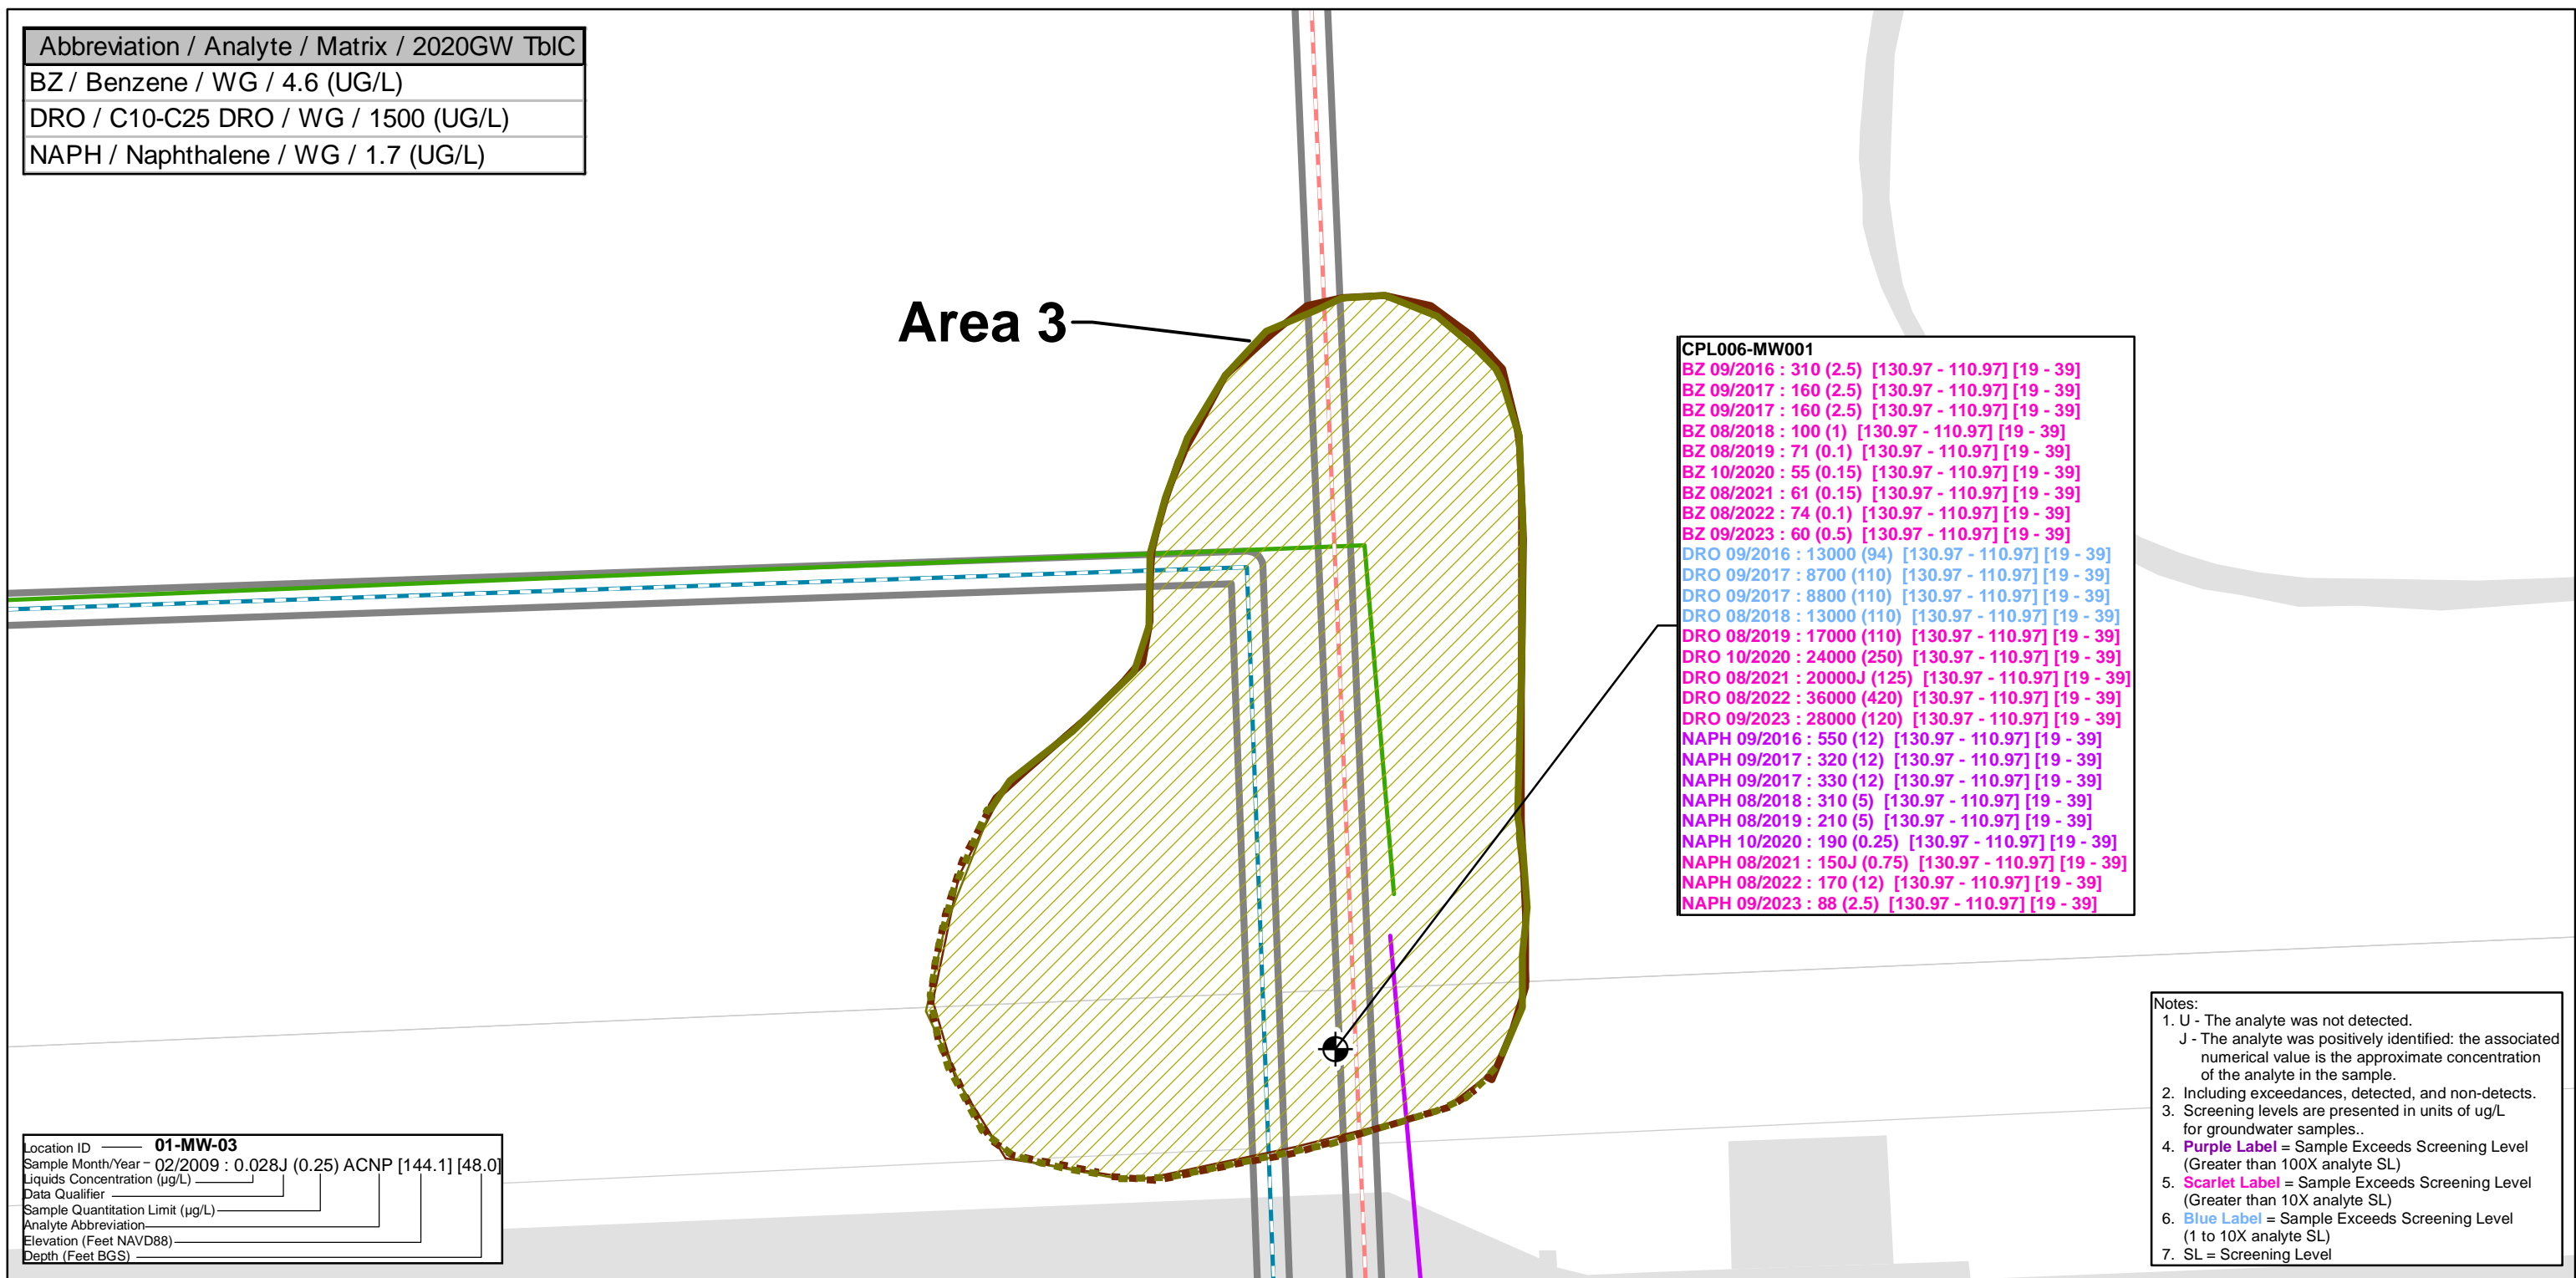 Abbreviation / Analyte / Matrix / 2020GW TblC
BZ / Benzene / WG / 4.6 (UG/L)
DRO / C10-C25 DRO / WG / 1500 (UG/L)
NAPH / Naphthalene / WG / 1.7 (UG/L)
Area 3
CPL006-MW001
BZ 09/2016 : 310 (2.5) [130.97 - 110.97] [19 - 39]
BZ 09/2017 : 160 (2.5) [130.97 - 110.97] [19 - 39]
BZ 09/2017 : 160 (2.5) [130.97 - 110.97] [19 - 39]
BZ 08/2018 : 100 (1) [130.97 - 110.97] [19 - 39]
BZ 08/2019 : 71 (0.1) [130.97 - 110.97] [19 - 39]
BZ 10/2020 : 55 (0.15) [130.97 - 110.97] [19 - 39]
BZ 08/2021 : 61 (0.15) [130.97 - 110.97] [19 - 39]
BZ 08/2022 : 74 (0.1) [130.97 - 110.97] [19 - 39]
BZ 09/2023 : 60 (0.5) [130.97 - 110.97] [19 - 39]
DRO 09/2016 : 13000 (94) [130.97 - 110.97] [19 - 39]
DRO 09/2017 : 8700 (110) [130.97 - 110.97] [19 - 39]
DRO 09/2017 : 8800 (110) [130.97 - 110.97] [19 - 39]
DRO 08/2018 : 13000 (110) [130.97 - 110.97] [19 - 39]
DRO 08/2019 : 17000 (110) [130.97 - 110.97] [19 - 39]
DRO 10/2020 : 24000 (250) [130.97 - 110.97] [19 - 39]
DRO 08/2021 : 20000J (125) [130.97 - 110.97] [19 - 39]
DRO 08/2022 : 36000 (420) [130.97 - 110.97] [19 - 39]
DRO 09/2023 : 28000 (120) [130.97 - 110.97] [19 - 39]
NAPH 09/2016 : 550 (12) [130.97 - 110.97] [19 - 39]
NAPH 09/2017 : 320 (12) [130.97 - 110.97] [19 - 39]
NAPH 09/2017 : 330 (12) [130.97 - 110.97] [19 - 39]
NAPH 08/2018 : 310 (5) [130.97 - 110.97] [19 - 39]
NAPH 08/2019 : 210 (5) [130.97 - 110.97] [19 - 39]
NAPH 10/2020 : 190 (0.25) [130.97 - 110.97] [19 - 39]
NAPH 08/2021 : 150J (0.75) [130.97 - 110.97] [19 - 39]
NAPH 08/2022 : 170 (12) [130.97 - 110.97] [19 - 39]
NAPH 09/2023 : 88 (2.5) [130.97 - 110.97] [19 - 39]
Location ID 01-MW-03
Sample Month/Year 02/2009 : 0.028J (0.25) ACNP [144.1] [48.0]
Liquids Concentration (µg/L)
Data Qualifier
Sample Quantitation Limit (µg/L)
Analyte Abbreviation
Elevation (Feet NAVD88)
Depth (Feet BGS)
Notes:
1. U - The analyte was not detected.
J - The analyte was positively identified: the associated
numerical value is the approximate concentration
of the analyte in the sample.
2. Including exceedances, detected, and non-detects.
3. Screening levels are presented in units of ug/L
for groundwater samples..
4. Purple Label = Sample Exceeds Screening Level
(Greater than 100X analyte SL)
5. Scarlet Label = Sample Exceeds Screening Level
(Greater than 10X analyte SL)
6. Blue Label = Sample Exceeds Screening Level
(1 to 10X analyte SL)
7. SL = Screening Level